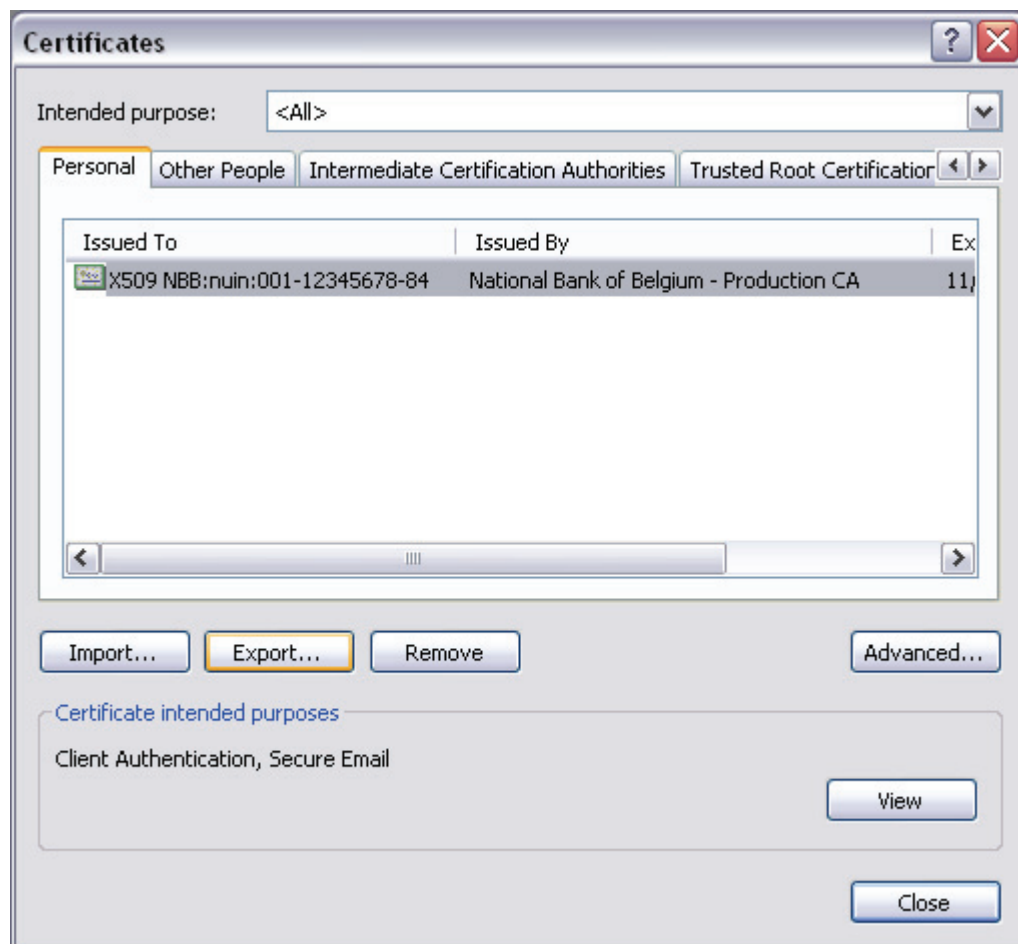 Certificates
Intended purpose: <All>
Personal Other People Intermediate Certification Authorities Trusted Root Certification
Issued To Issued By Ex
X509 NBB:nuin:001-12345678-84 National Bank of Belgium - Production CA 11/
Import... Export... Remove Advanced...
Certificate intended purposes
Client Authentication, Secure Email
View
Close